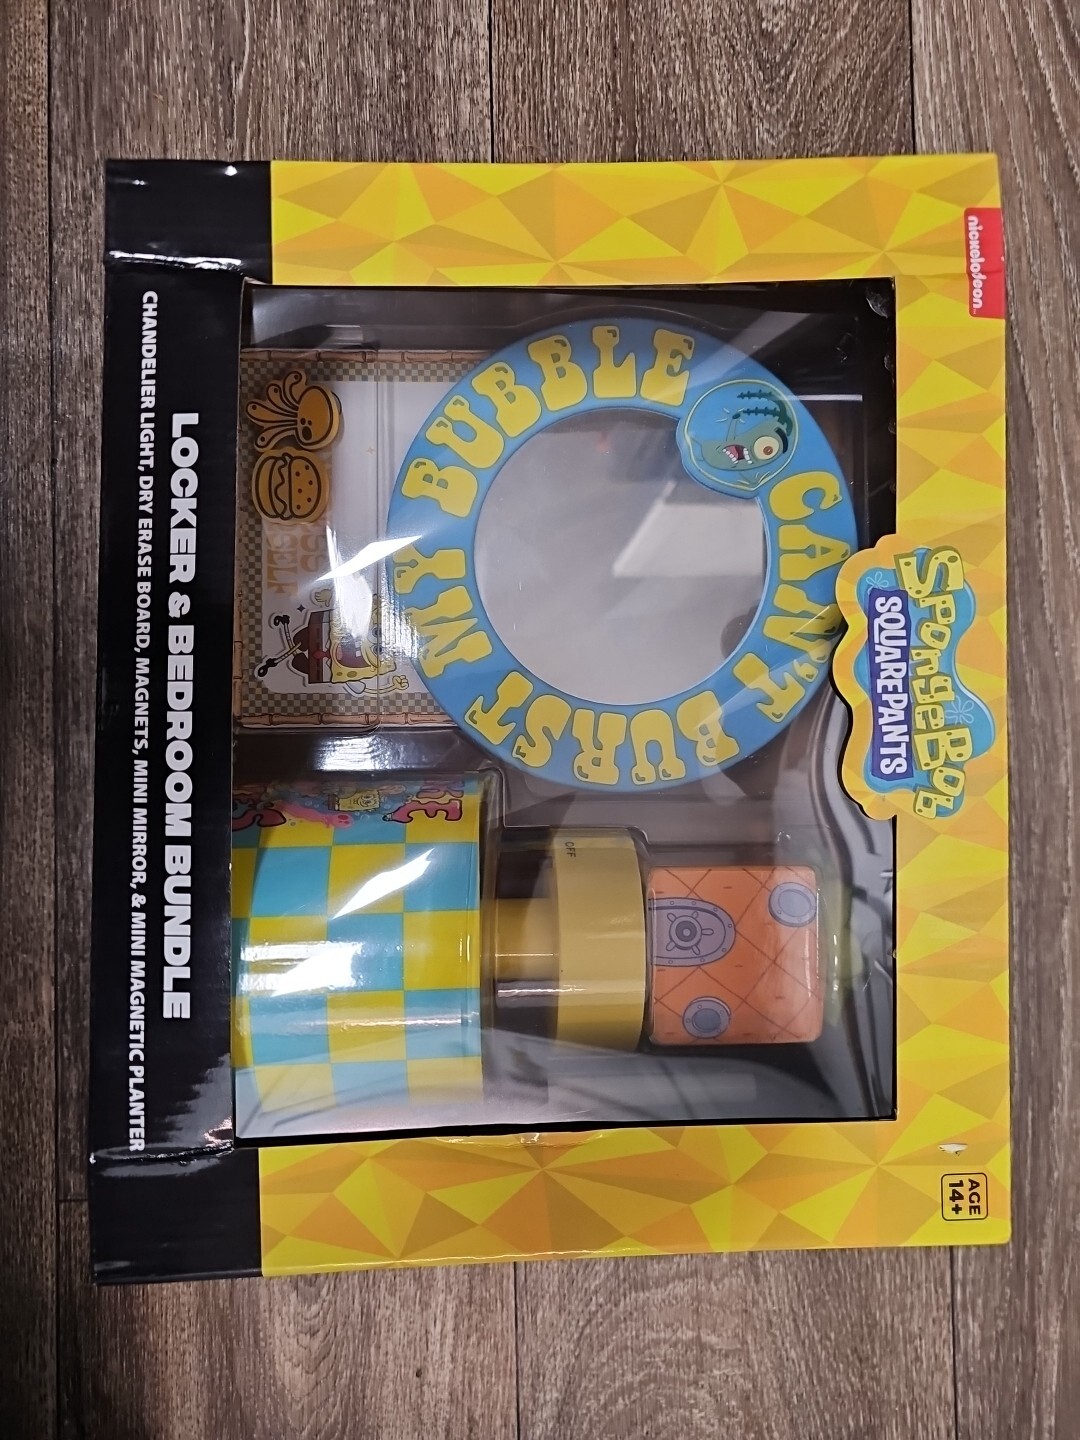 nickelodeon
SpongeBob
SQUAREPANTS
AGE
14+
CAN'T BURST MY BUBBLE
OFF
LOCKER & BEDROOM BUNDLE
CHANDELIER LIGHT, DRY ERASE BOARD, MAGNETS, MINI MIRROR, & MINI MAGNETIC PLANTER